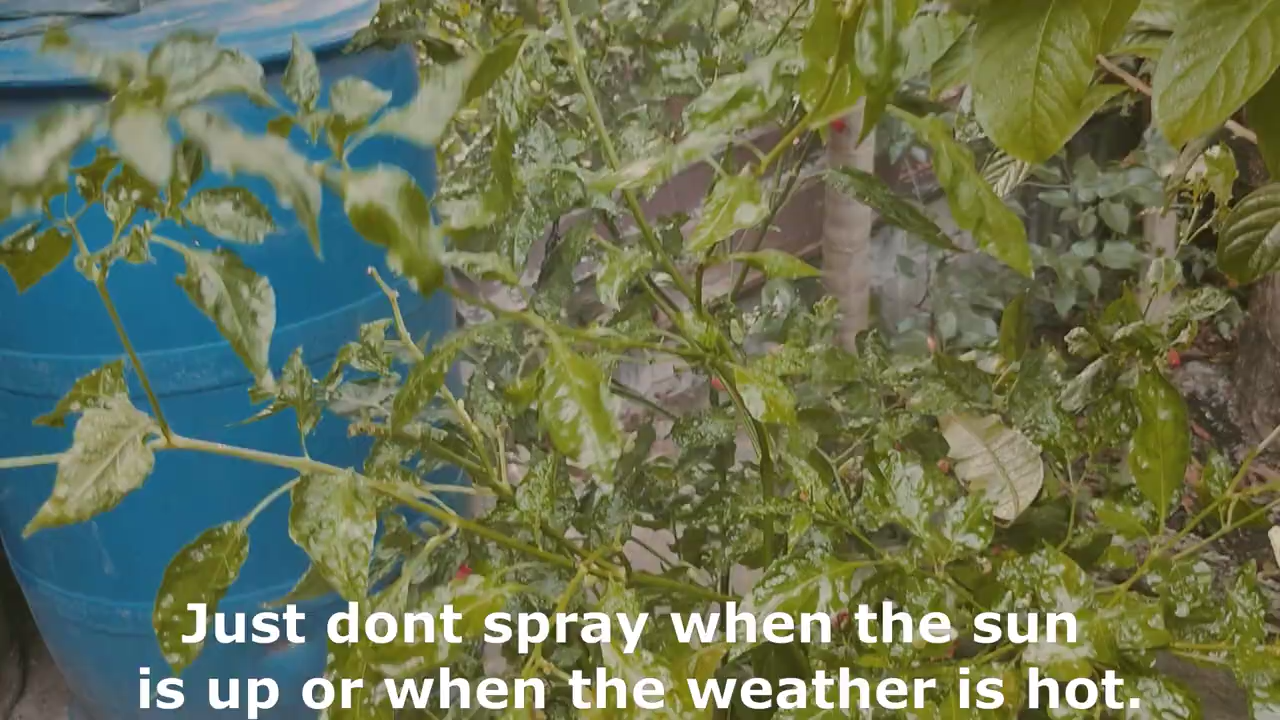 Just dont spray when the sun
is up or when the weather is hot.